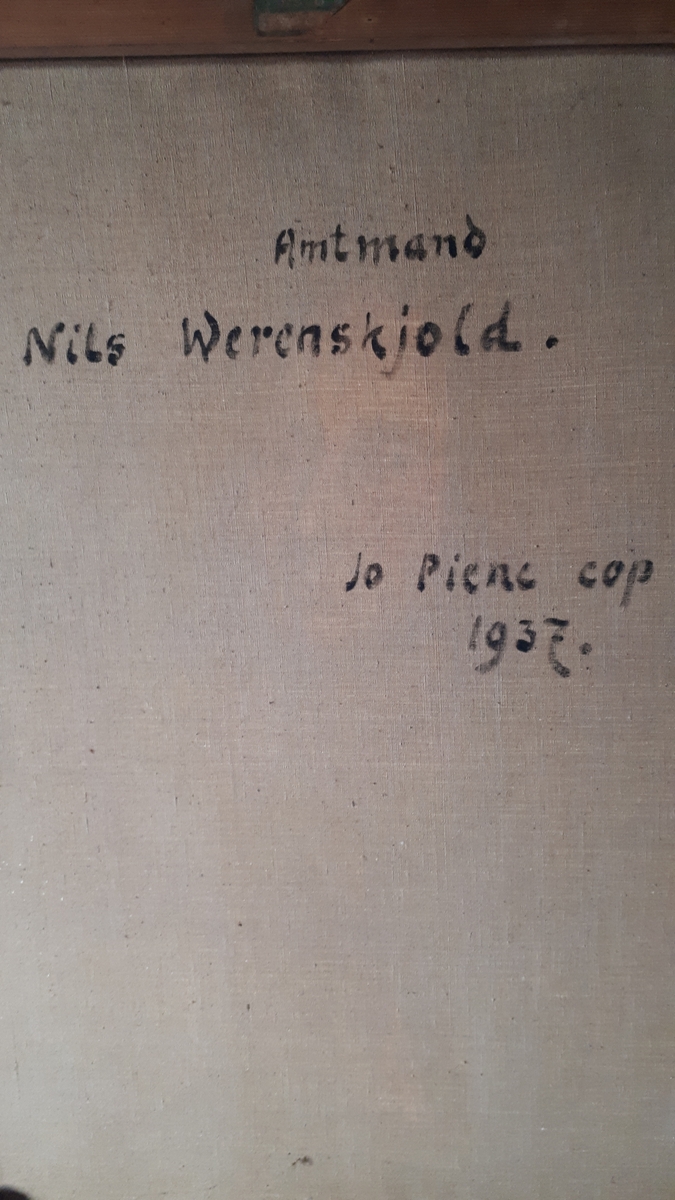 Amtmand
Nils Werenskjold.
Jo Piene cop
1937.